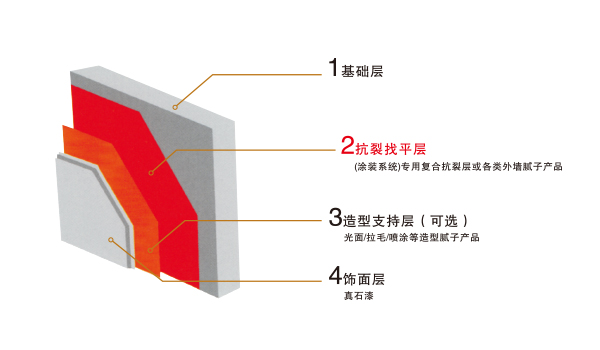 1基础层
2抗裂找平层
(涂装系统)专用复合抗裂层或各类外墙腻子产品
3造型支持层（可选）
光面/拉毛/喷涂等造型腻子产品
4饰面层
真石漆